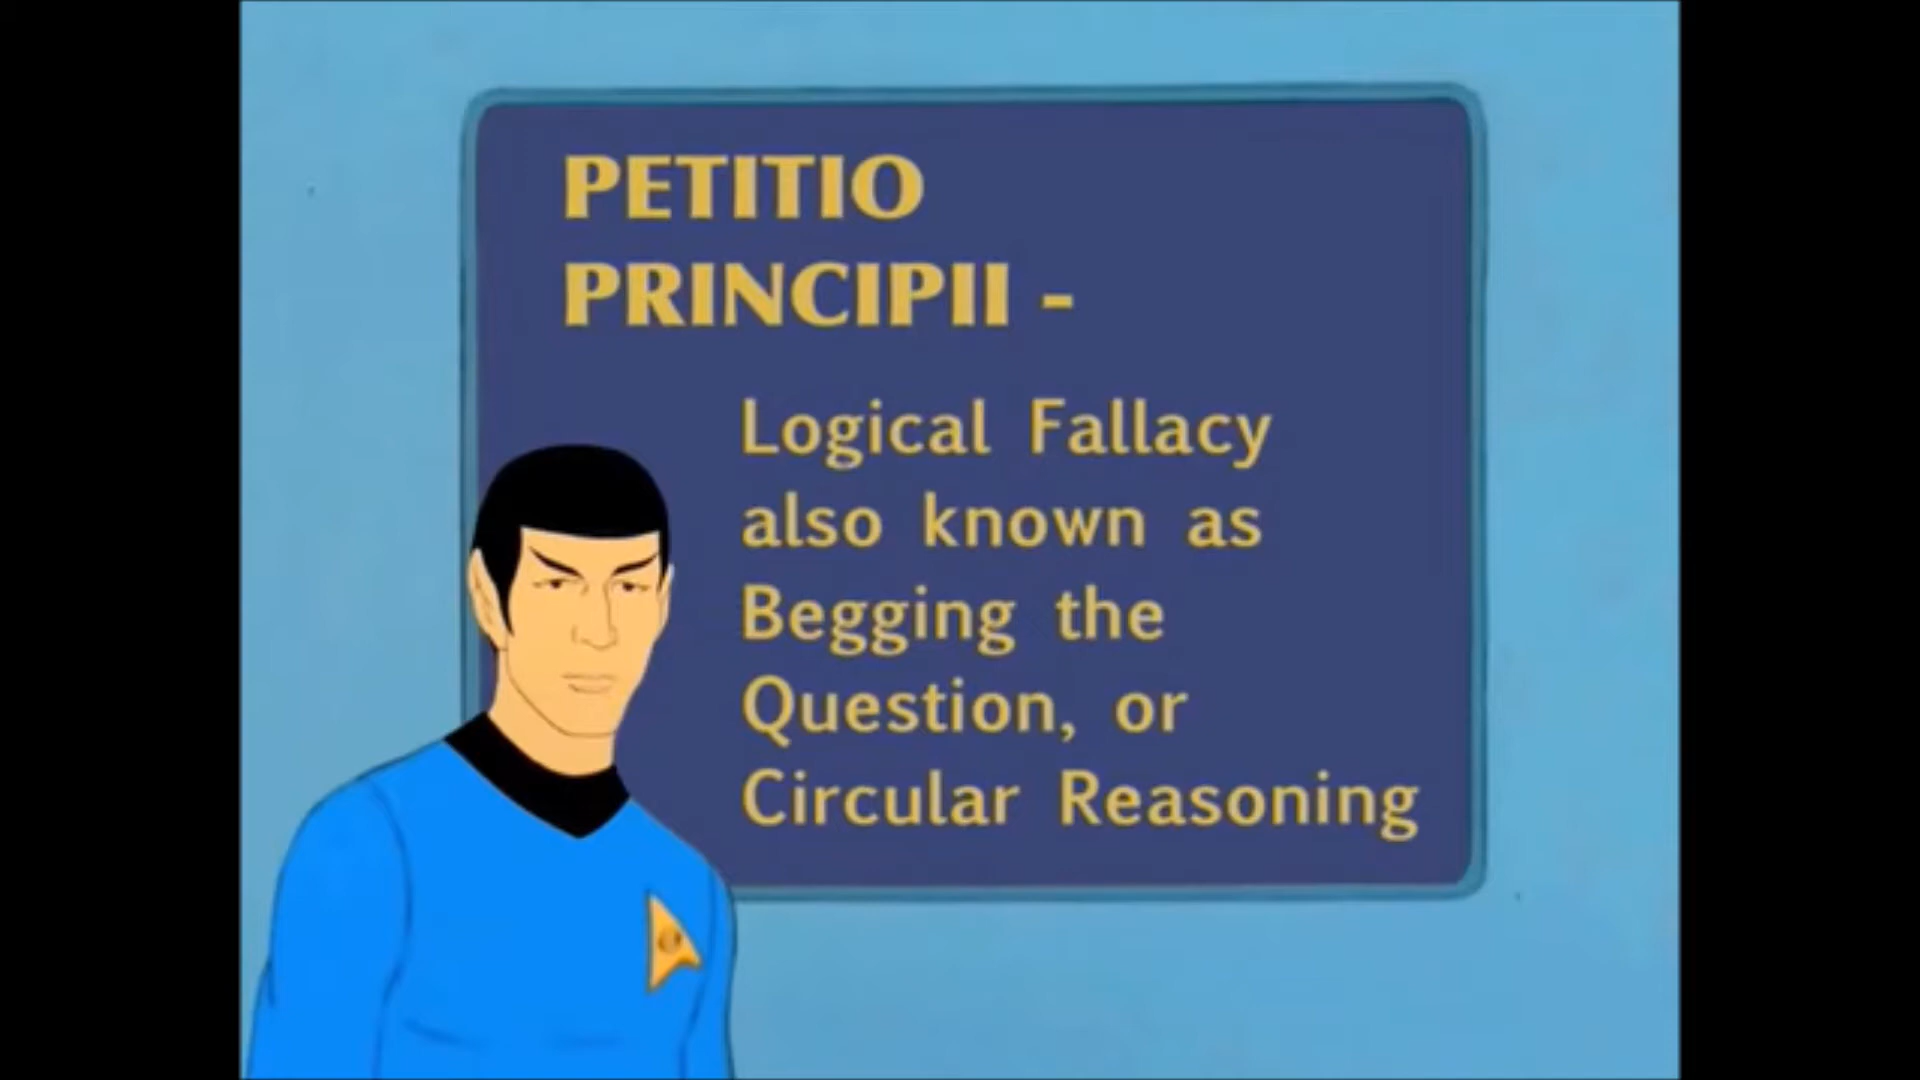 PETITIO
PRINCIPII -
Logical Fallacy
also known as
Begging the
Question, or
Circular Reasoning